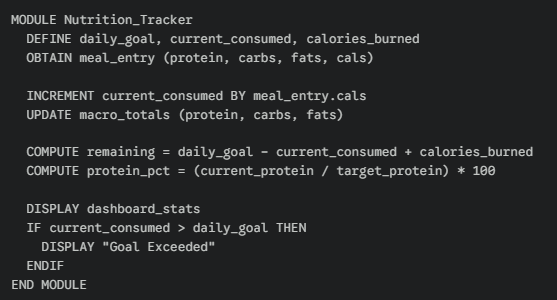 MODULE Nutrition_Tracker
  DEFINE daily_goal, current_consumed, calories_burned
  OBTAIN meal_entry (protein, carbs, fats, cals)

  INCREMENT current_consumed BY meal_entry.cals
  UPDATE macro_totals (protein, carbs, fats)

  COMPUTE remaining = daily_goal - current_consumed + calories_burned
  COMPUTE protein_pct = (current_protein / target_protein) * 100

  DISPLAY dashboard_stats
  IF current_consumed > daily_goal THEN
    DISPLAY "Goal Exceeded"
  ENDIF
END MODULE